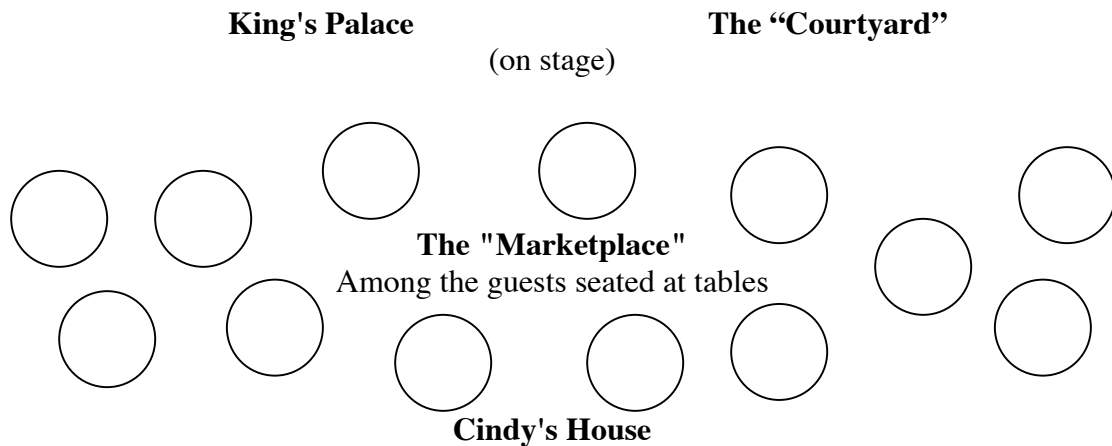 King's Palace
The “Courtyard”
(on stage)
The "Marketplace"
Among the guests seated at tables
Cindy's House